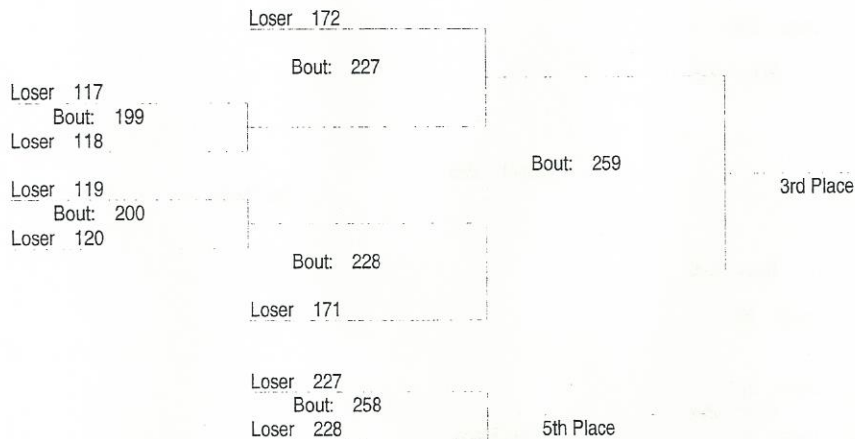 Loser 172
Bout: 227
Loser 117
Bout: 199
Loser 118
Bout: 259
3rd Place
Loser 119
Bout: 200
Loser 120
Bout: 228
Loser 171
Loser 227
Bout: 258
Loser 228
5th Place